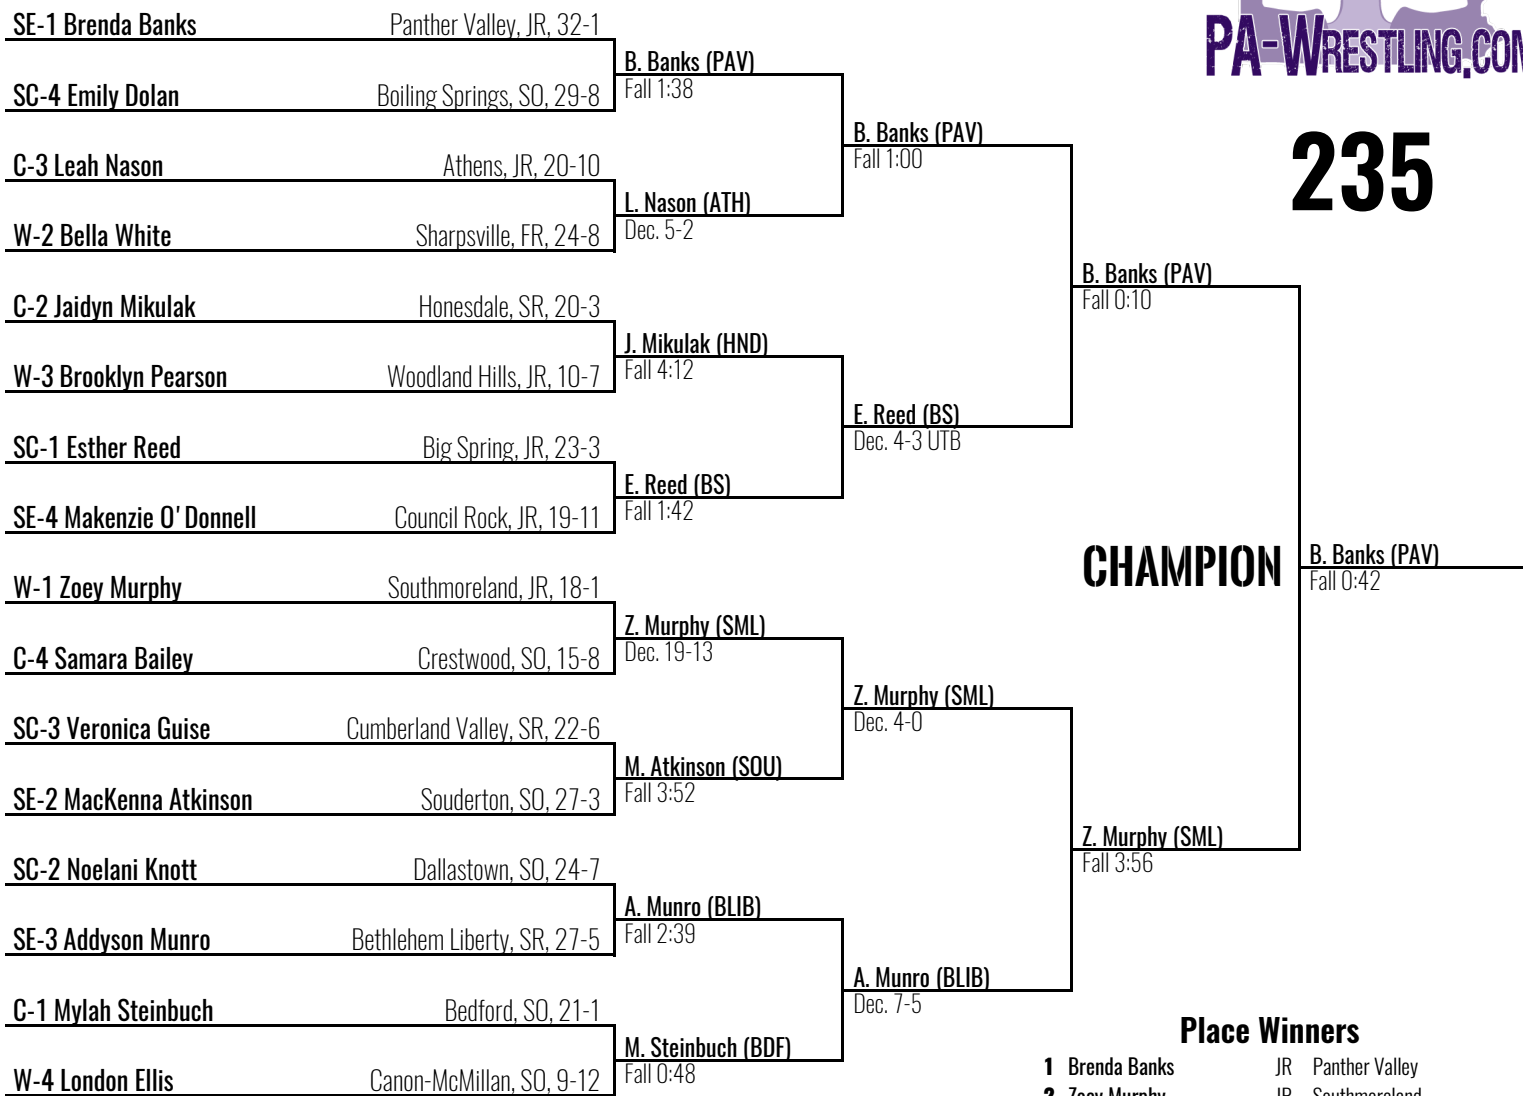 SE-1 Brenda Banks Panther Valley, JR, 32-1
SC-4 Emily Dolan Boiling Springs, SO, 29-8
C-3 Leah Nason Athens, JR, 20-10
W-2 Bella White Sharpsville, FR, 24-8
C-2 Jaidyn Mikulak Honesdale, SR, 20-3
W-3 Brooklyn Pearson Woodland Hills, JR, 10-7
SC-1 Esther Reed Big Spring, JR, 23-3
SE-4 Makenzie O'Donnell Council Rock, JR, 19-11
W-1 Zoey Murphy Southmoreland, JR, 18-1
C-4 Samara Bailey Crestwood, SO, 15-8
SC-3 Veronica Guise Cumberland Valley, SR, 22-6
SE-2 MacKenna Atkinson Souderton, SO, 27-3
SC-2 Noelani Knott Dallastown, SO, 24-7
SE-3 Addyson Munro Bethlehem Liberty, SR, 27-5
C-1 Mylah Steinbuch Bedford, SO, 21-1
W-4 London Ellis Canon-McMillan, SO, 9-12
B. Banks (PAV)
Fall 1:38
L. Nason (ATH)
Dec. 5-2
J. Mikulak (HND)
Fall 4:12
E. Reed (BS)
Fall 1:42
Z. Murphy (SML)
Dec. 19-13
M. Atkinson (SOU)
Fall 3:52
A. Munro (BLIB)
Fall 2:39
M. Steinbuch (BDF)
Fall 0:48
B. Banks (PAV)
Fall 1:00
E. Reed (BS)
Dec. 4-3 UTB
Z. Murphy (SML)
Dec. 4-0
A. Munro (BLIB)
Dec. 7-5
B. Banks (PAV)
Fall 0:10
Z. Murphy (SML)
Fall 3:56
CHAMPION
B. Banks (PAV)
Fall 0:42
PA-WRESTLING.COM
235
Place Winners
1 Brenda Banks JR Panther Valley
2 Zoey Murphy JR Southmoreland